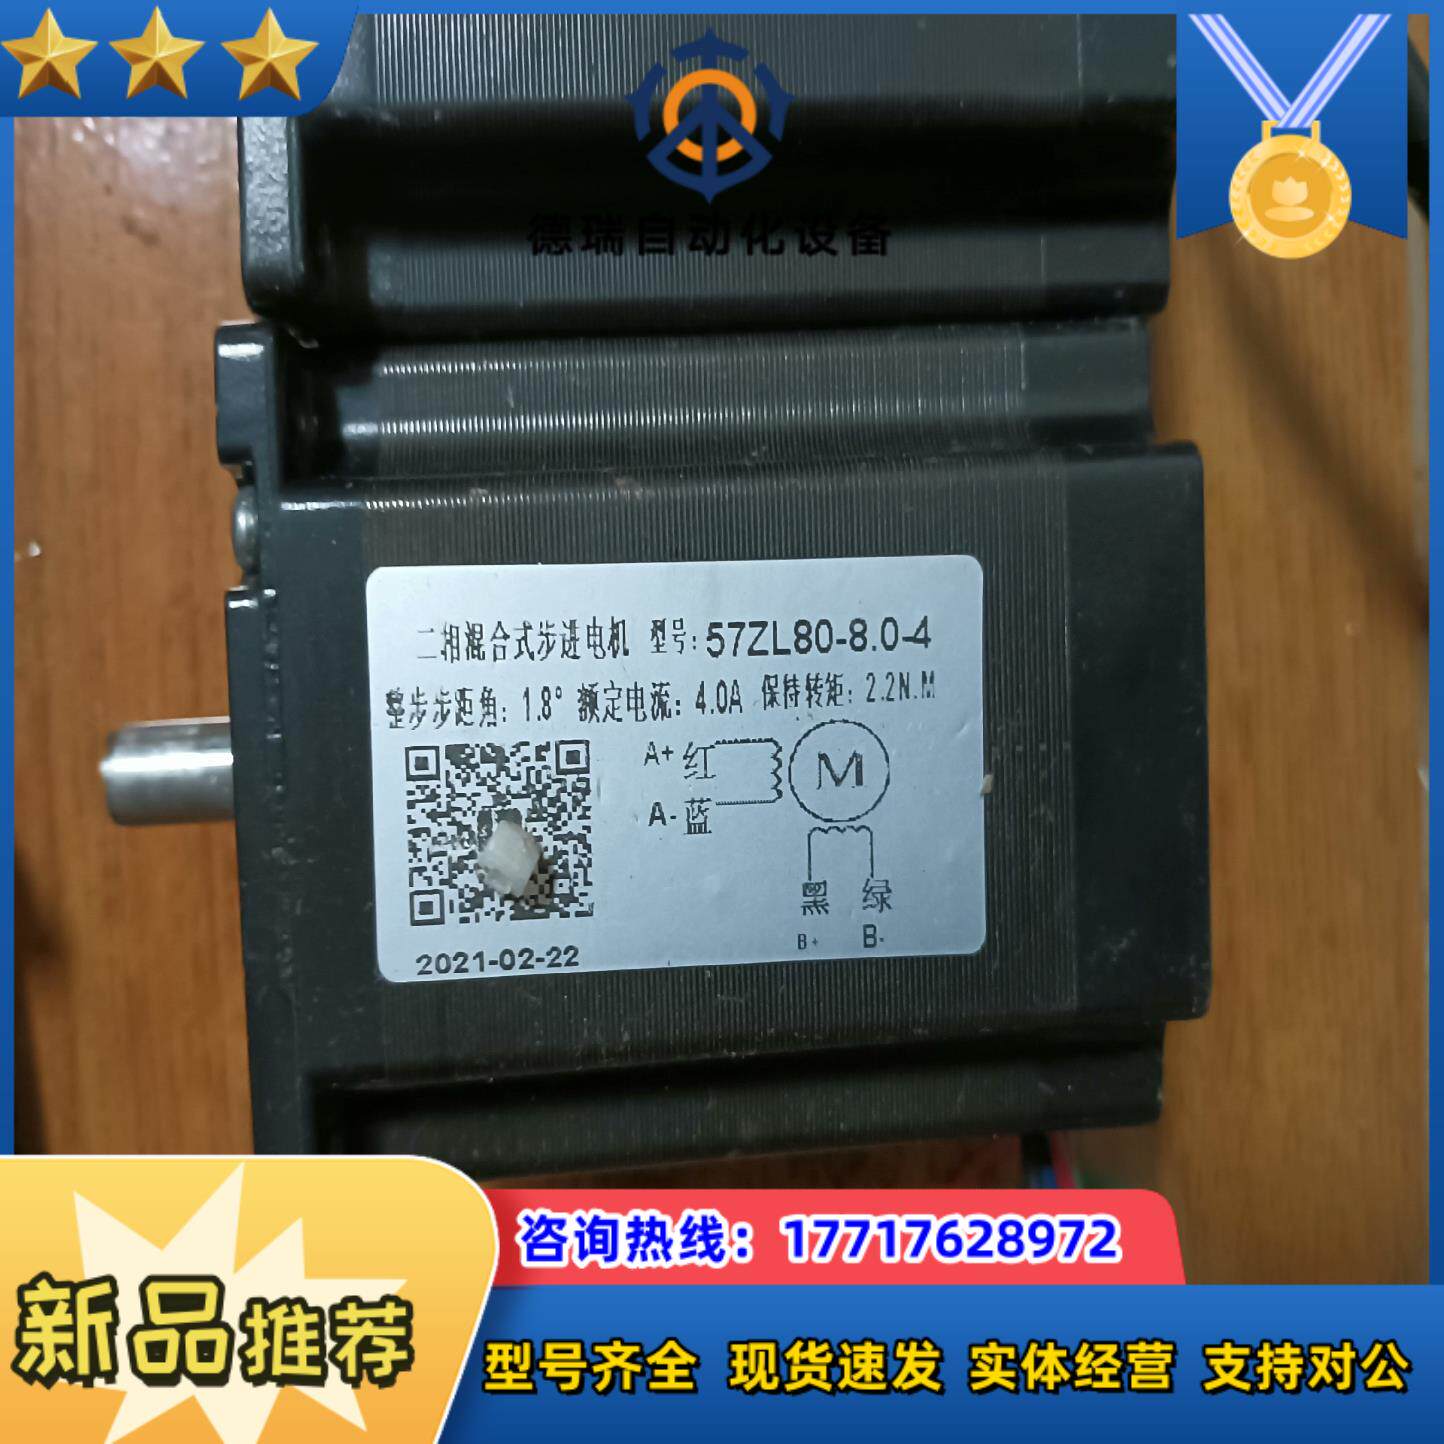 德瑞自动化设备
二相混合式步进电机 型号: 57ZL80-8.0-4
整步步距角: 1.8° 额定电流: 4.0A 保持转矩: 2.2N.M
A+ 红
M
A- 蓝
黑 绿
B+ B-
2021-02-22
咨询热线：17717628972
新品推荐
型号齐全 现货速发 实体经营 支持对公